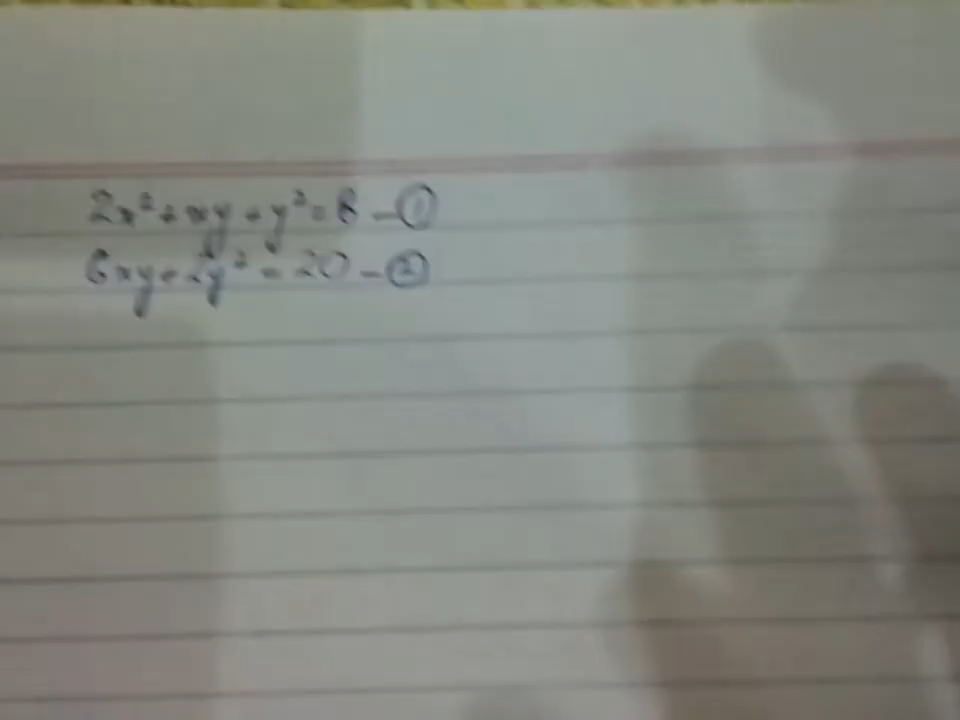 2x² + xy + y² = 8 - ①
6xy + 2y² = 20 - ②